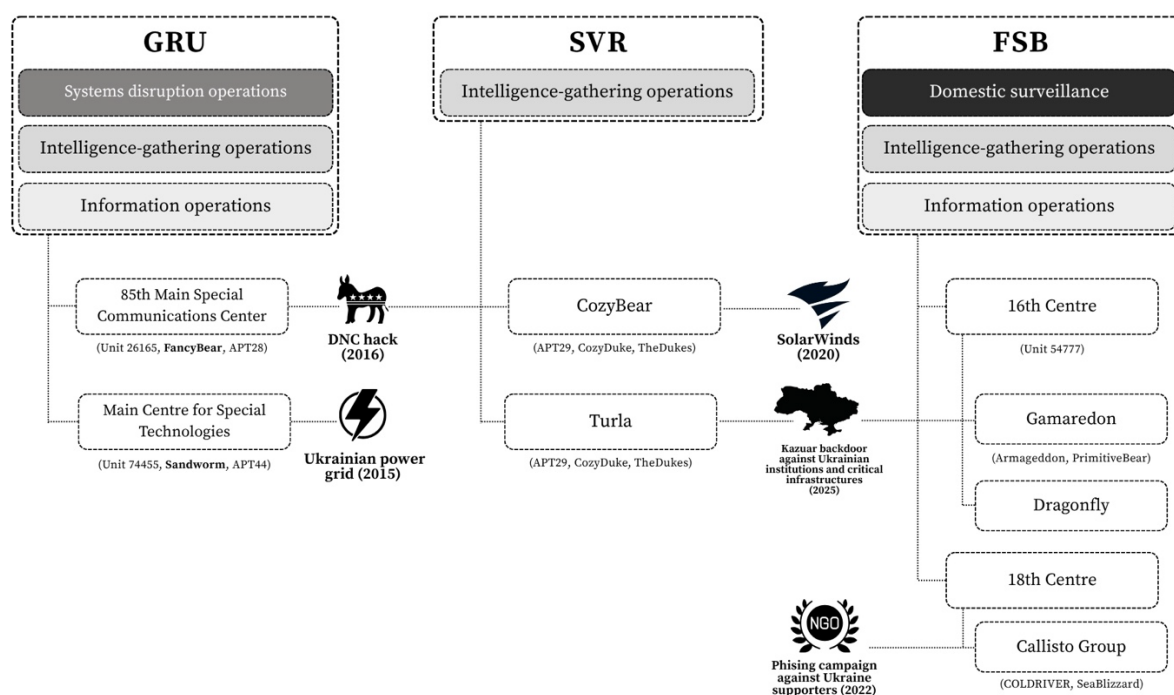 GRU
Systems disruption operations
Intelligence-gathering operations
Information operations
85th Main Special
Communications Center
(Unit 26165, FancyBear, APT28)
DNC hack
(2016)
Main Centre for Special
Technologies
(Unit 74455, Sandworm, APT44)
Ukrainian power
grid (2015)
SVR
Intelligence-gathering operations
CozyBear
(APT29, CozyDuke, TheDukes)
SolarWinds
(2020)
Turla
(APT29, CozyDuke, TheDukes)
Kazuar backdoor
against Ukrainian
institutions and critical
infrastructures
(2025)
FSB
Domestic surveillance
Intelligence-gathering operations
Information operations
16th Centre
(Unit 54777)
Gamaredon
(Armageddon, PrimitiveBear)
Dragonfly
18th Centre
NGO
Phising campaign
against Ukraine
supporters (2022)
Callisto Group
(COLDRIVER, SeaBlizzard)